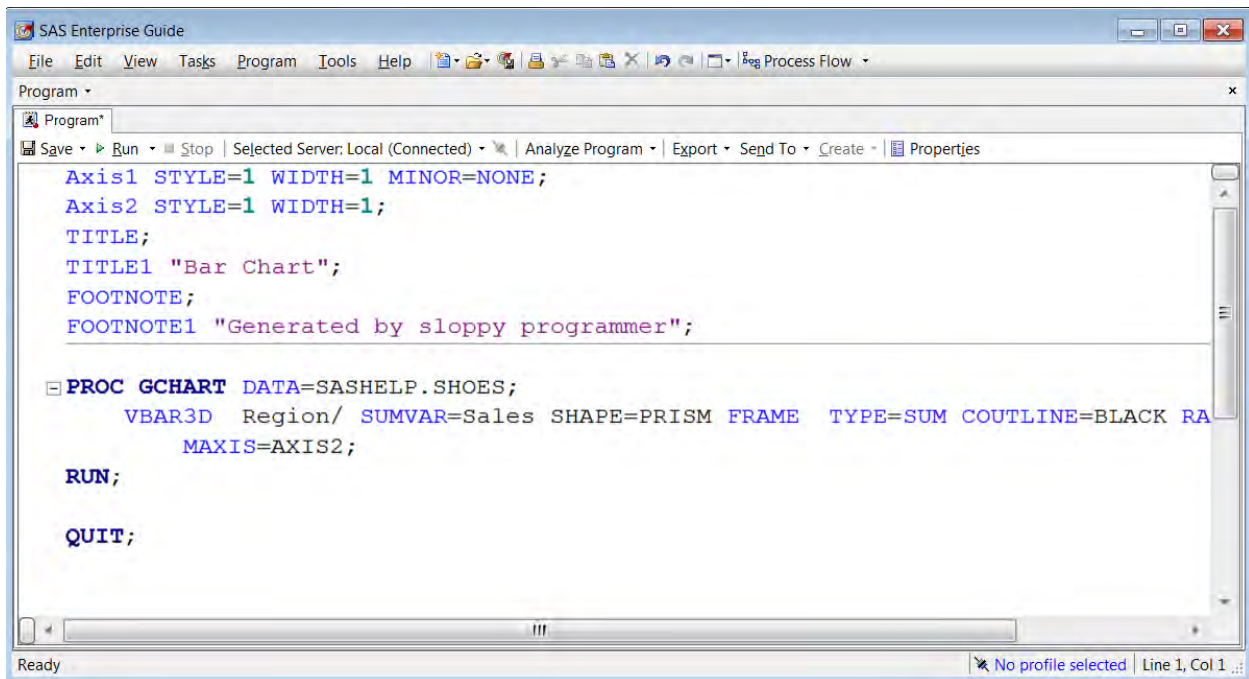 SAS Enterprise Guide
File Edit View Tasks Program Tools Help Process Flow
Program
Program*
Save Run Stop Selected Server: Local (Connected) Analyze Program Export Send To Create Properties
Axis1 STYLE=1 WIDTH=1 MINOR=NONE;
Axis2 STYLE=1 WIDTH=1;
TITLE;
TITLE1 "Bar Chart";
FOOTNOTE;
FOOTNOTE1 "Generated by sloppy programmer";
PROC GCHART DATA=SASHELP.SHOES;
VBAR3D Region/ SUMVAR=Sales SHAPE=PRISM FRAME TYPE=SUM COUTLINE=BLACK RA
MAXIS=AXIS2;
RUN;
QUIT;
Ready No profile selected Line 1, Col 1